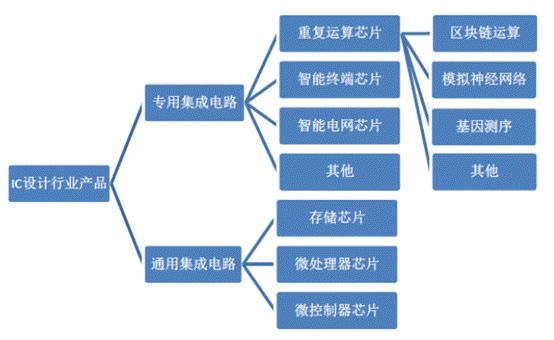 IC设计行业产品
专用集成电路
重复运算芯片
区块链运算
模拟神经网络
基因测序
其他
智能终端芯片
智能电网芯片
其他
通用集成电路
存储芯片
微处理器芯片
微控制器芯片